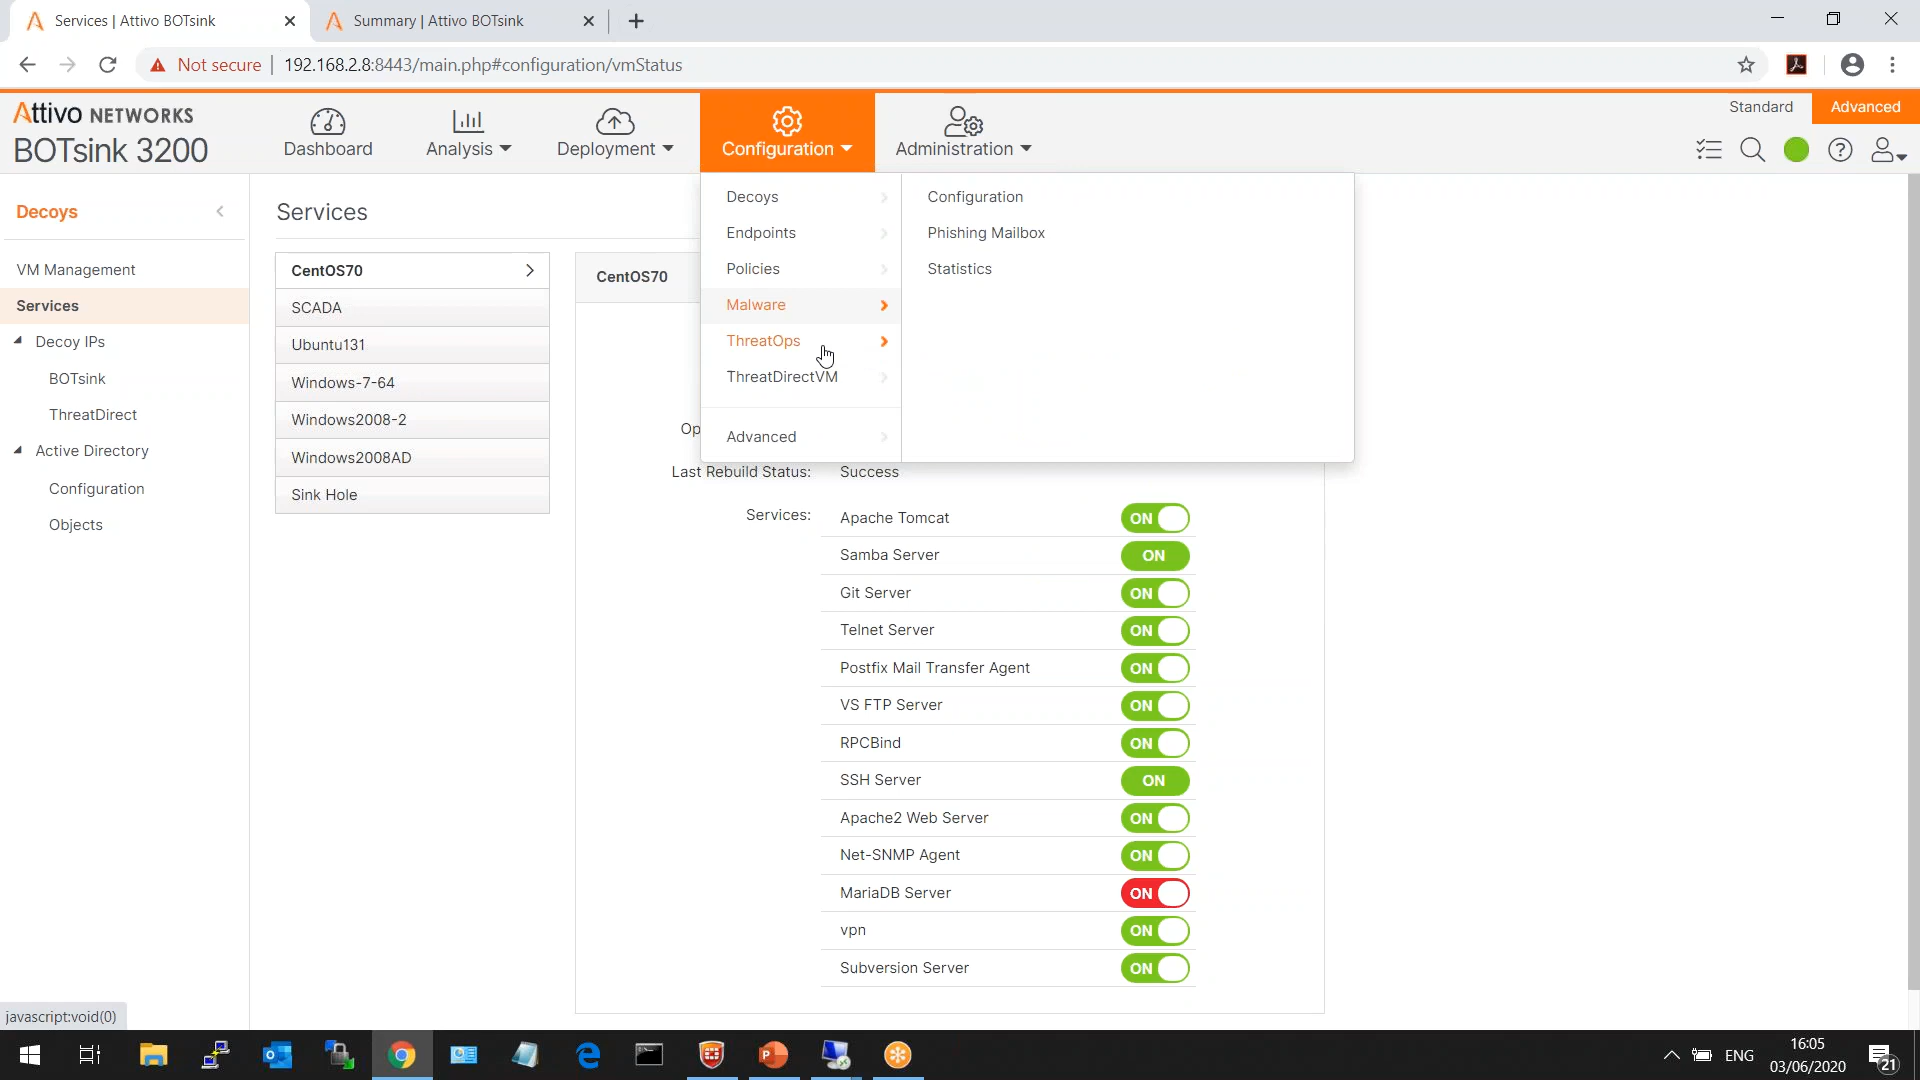 Services | Attivo BOTsink
Summary | Attivo BOTsink
Not secure
192.168.2.8:8443/main.php#configuration/vmStatus
Attivo NETWORKS
BOTsink 3200
Dashboard
Analysis
Deployment
Configuration
Administration
Standard
Advanced
Decoys
VM Management
Services
Decoy IPs
BOTsink
ThreatDirect
Active Directory
Configuration
Objects
Services
CentOS70
SCADA
Ubuntu131
Windows-7-64
Windows2008-2
Windows2008AD
Sink Hole
CentOS70
Decoys
Endpoints
Policies
Malware
ThreatOps
ThreatDirectVM
Advanced
Configuration
Phishing Mailbox
Statistics
Op
Last Rebuild Status: Success
Services:
Apache Tomcat ON
Samba Server ON
Git Server ON
Telnet Server ON
Postfix Mail Transfer Agent ON
VS FTP Server ON
RPCBind ON
SSH Server ON
Apache2 Web Server ON
Net-SNMP Agent ON
MariaDB Server ON
vpn ON
Subversion Server ON
javascript:void(0)
ENG
16:05
03/06/2020
21